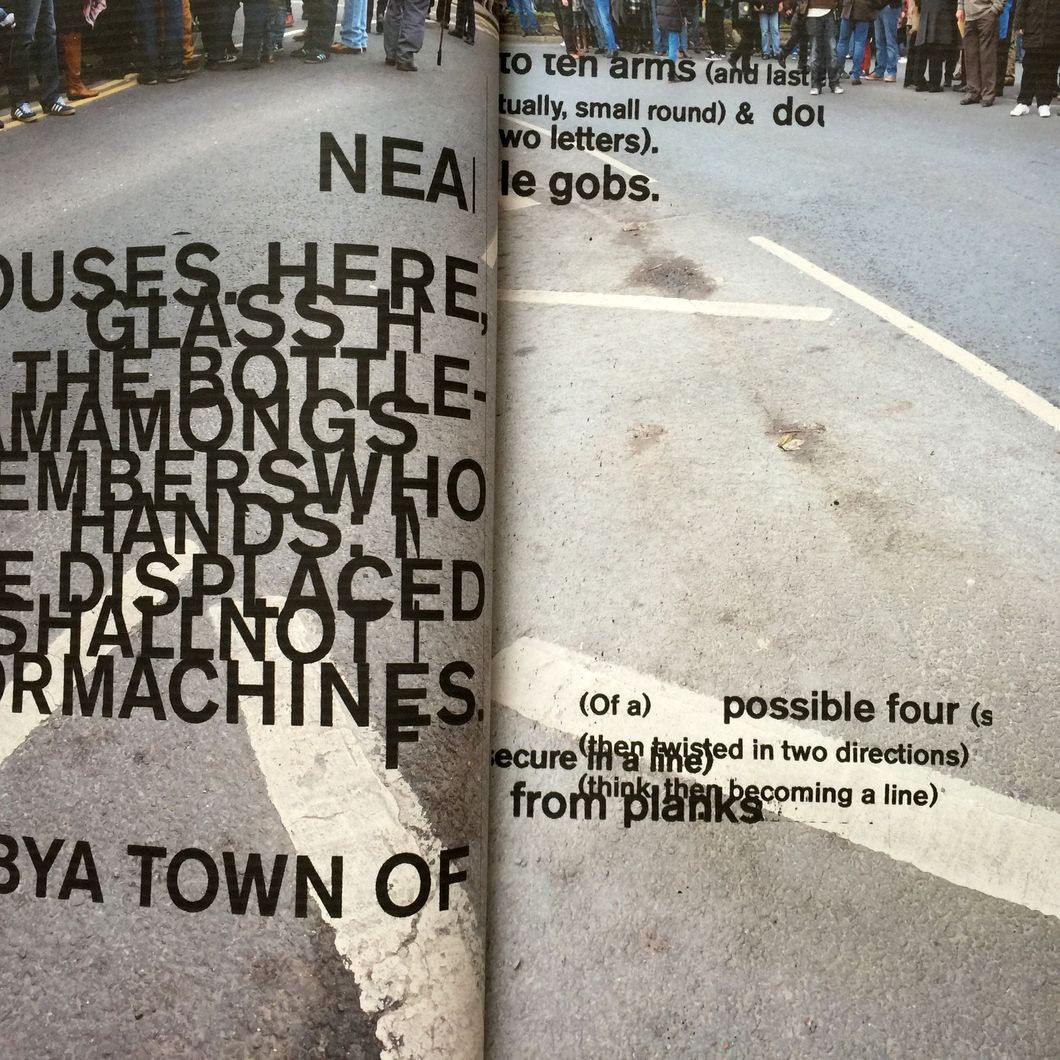 NEA
OUSES. HERE,
GLASS H
THE BOTTLE-
AMAMONGS
EMBERSWHO
HANDS.
E DISPLACED
SHALLNOT
ORMACHINES.
F
BYA TOWN OF
to ten arms (and last
tually, small round) & dou
wo letters).
le gobs.
(Of a) possible four (s
(then twisted in two directions)
secure in a line)
(think, then becoming a line)
from planks